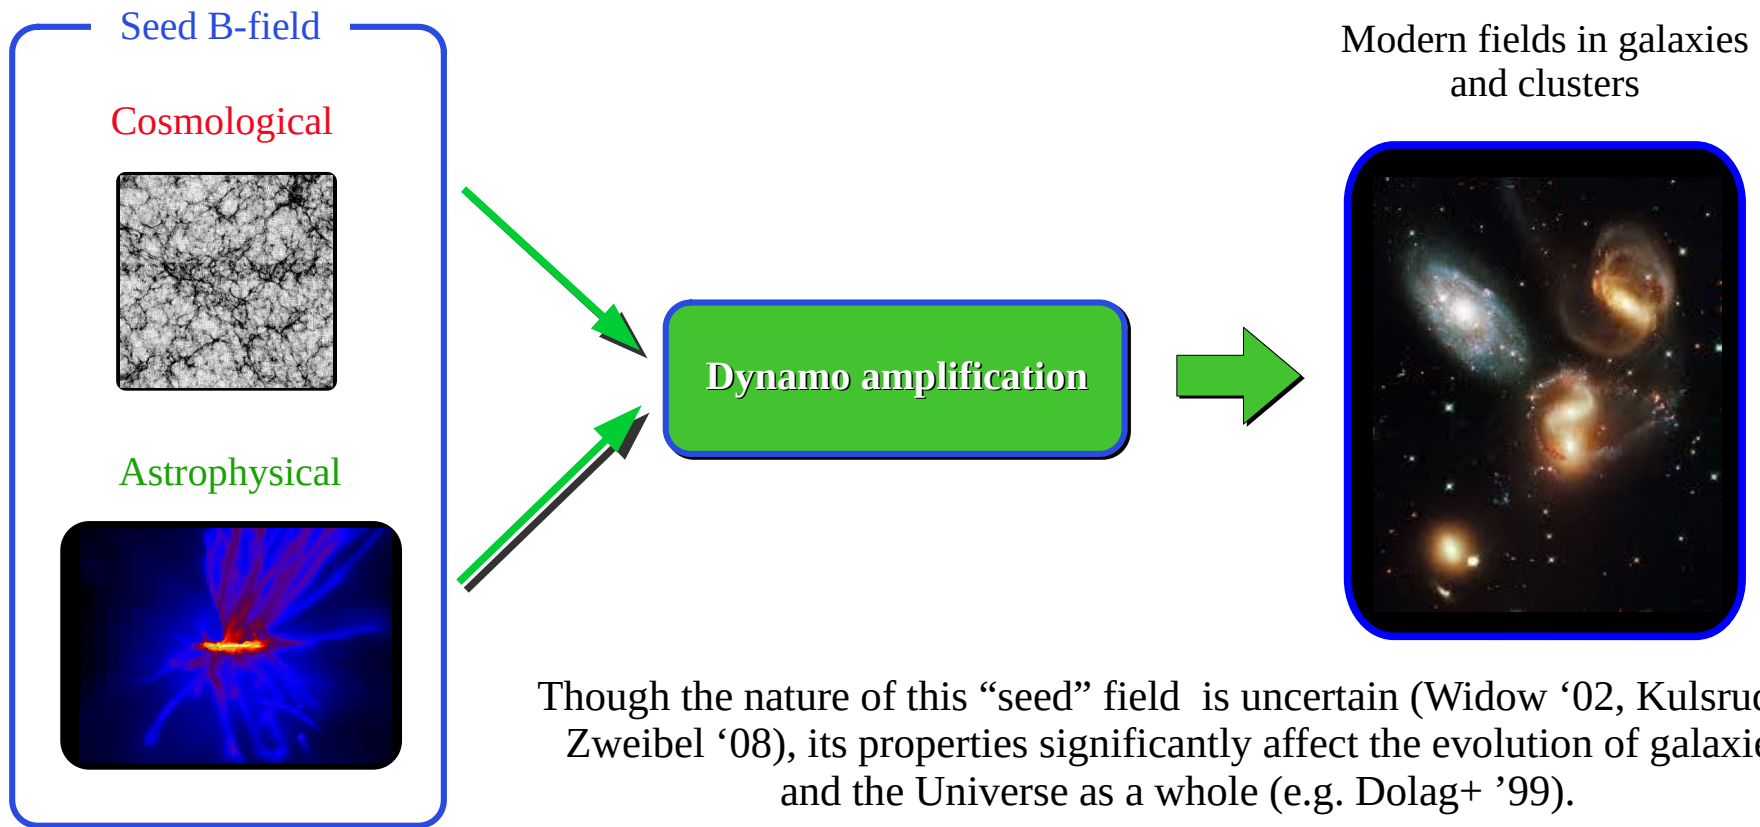 Seed B-field
Cosmological
Astrophysical
Dynamo amplification
Modern fields in galaxies
and clusters
Though the nature of this “seed” field  is uncertain (Widow ‘02,
Zweibel ‘08), its properties significantly affect the evolution of
and the Universe as a whole (e.g. Dolag+ ’99).